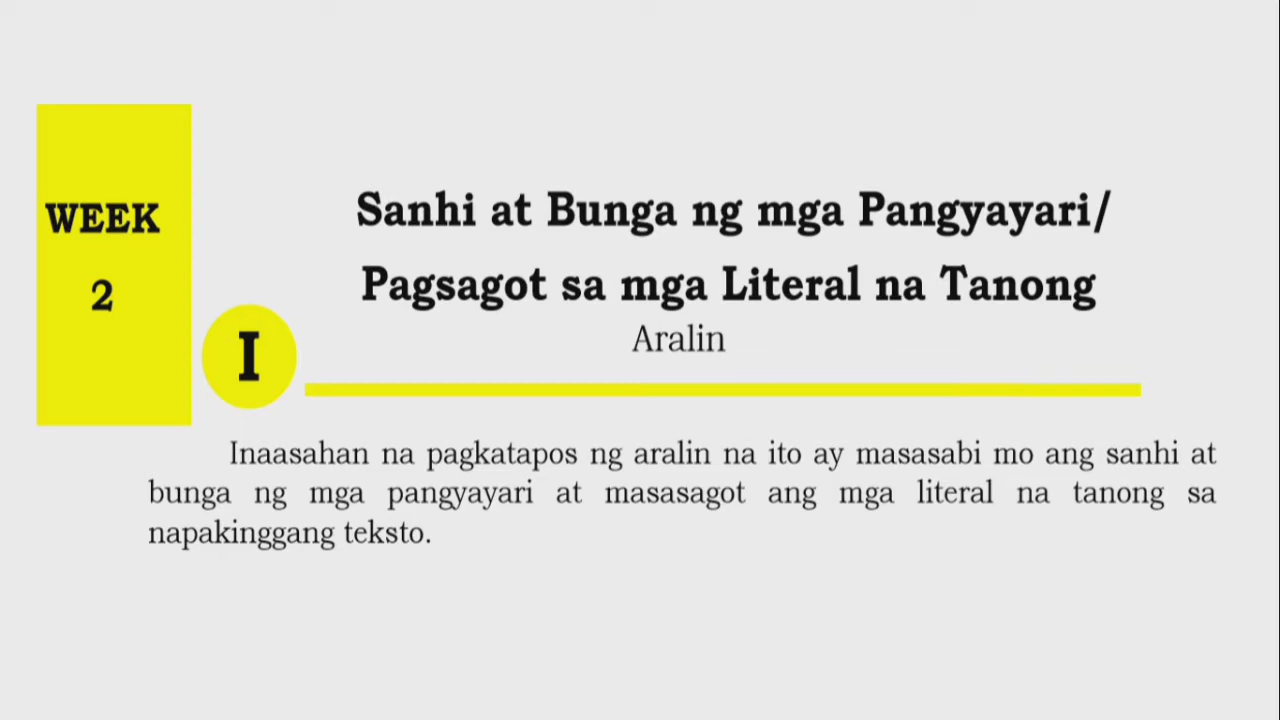 WEEK
2
Sanhi at Bunga ng mga Pangyayari/
Pagsagot sa mga Literal na Tanong
Aralin
I
Inaasahan na pagkatapos ng aralin na ito ay masasabi mo ang sanhi at
bunga ng mga pangyayari at masasagot ang mga literal na tanong sa
napakinggang teksto.